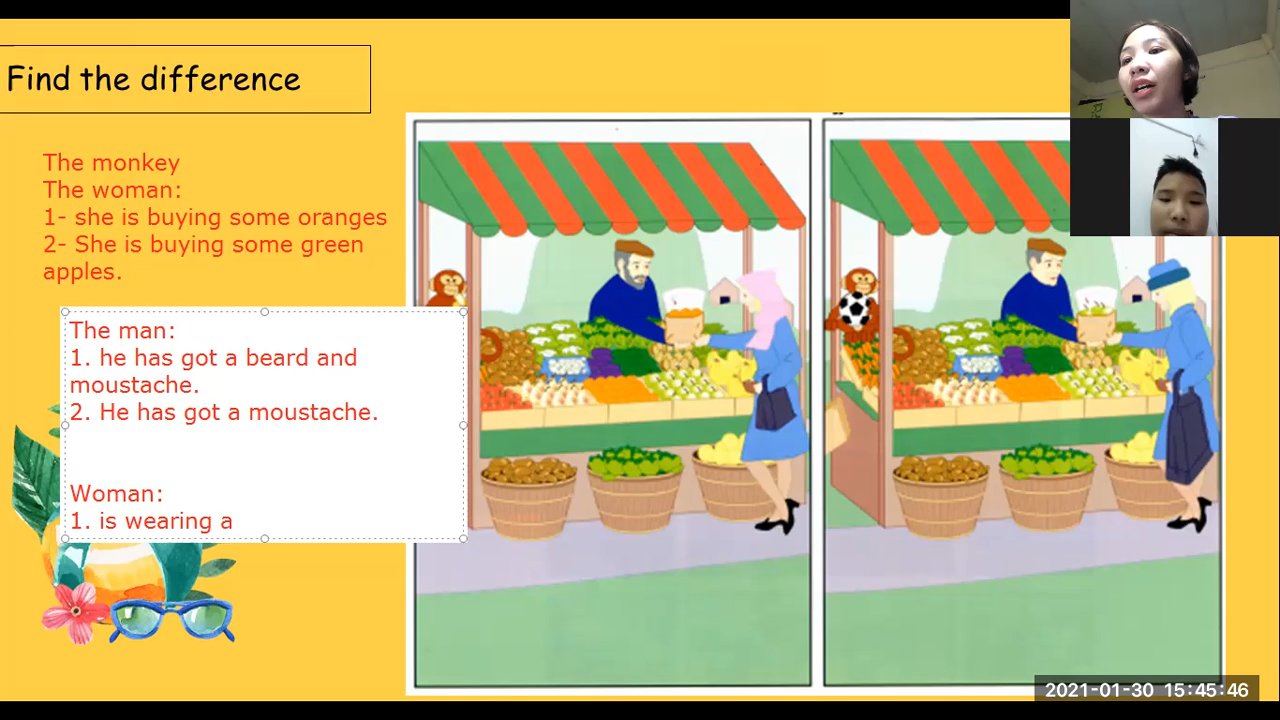 Find the difference
The monkey
The woman:
1- she is buying some oranges
2- She is buying some green
apples.
The man:
1. he has got a beard and
moustache.
2. He has got a moustache.
Woman:
1. is wearing a
2021-01-30 15:45:46